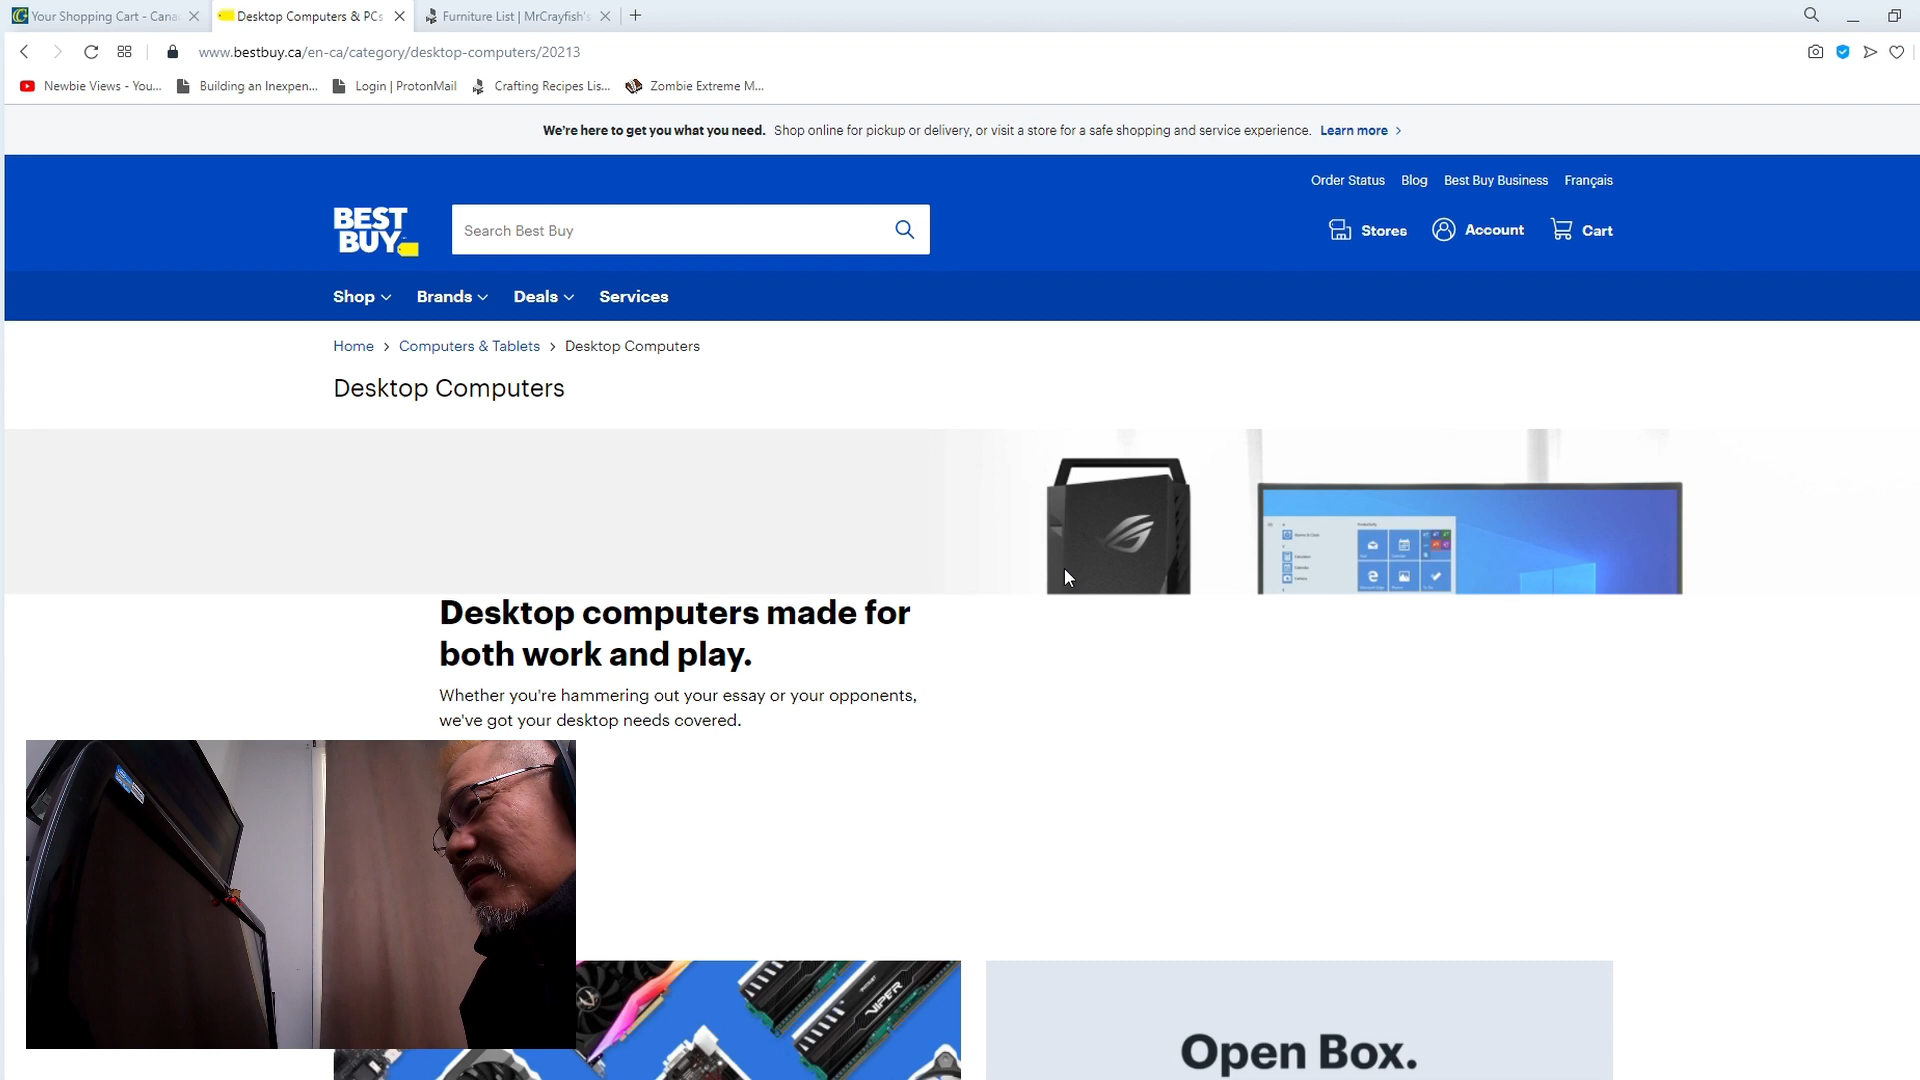 Your Shopping Cart - Cana
Desktop Computers & PCs
Furniture List | MrCrayfish's
www.bestbuy.ca/en-ca/category/desktop-computers/20213
Newbie Views - You...
Building an Inexpen...
Login | ProtonMail
Crafting Recipes Lis...
Zombie Extreme M...
We're here to get you what you need. Shop online for pickup or delivery, or visit a store for a safe shopping and service experience. Learn more
Order Status Blog Best Buy Business Français
BEST
BUY
Search Best Buy
Stores Account Cart
Shop Brands Deals Services
Home > Computers & Tablets > Desktop Computers
Desktop Computers
Desktop computers made for
both work and play.
Whether you're hammering out your essay or your opponents,
we've got your desktop needs covered.
VIPER
Open Box.